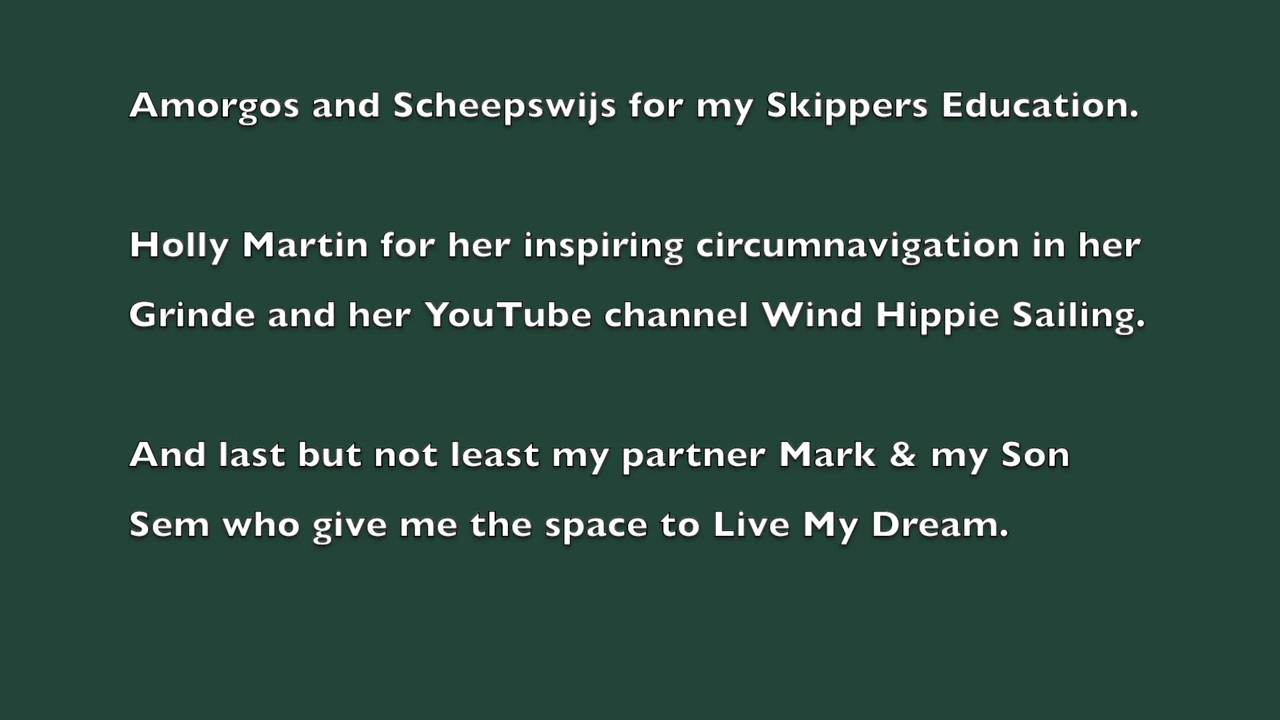 Amorgos and Scheepswijs for my Skippers Education.
Holly Martin for her inspiring circumnavigation in her
Grinde and her YouTube channel Wind Hippie Sailing.
And last but not least my partner Mark & my Son
Sem who give me the space to Live My Dream.